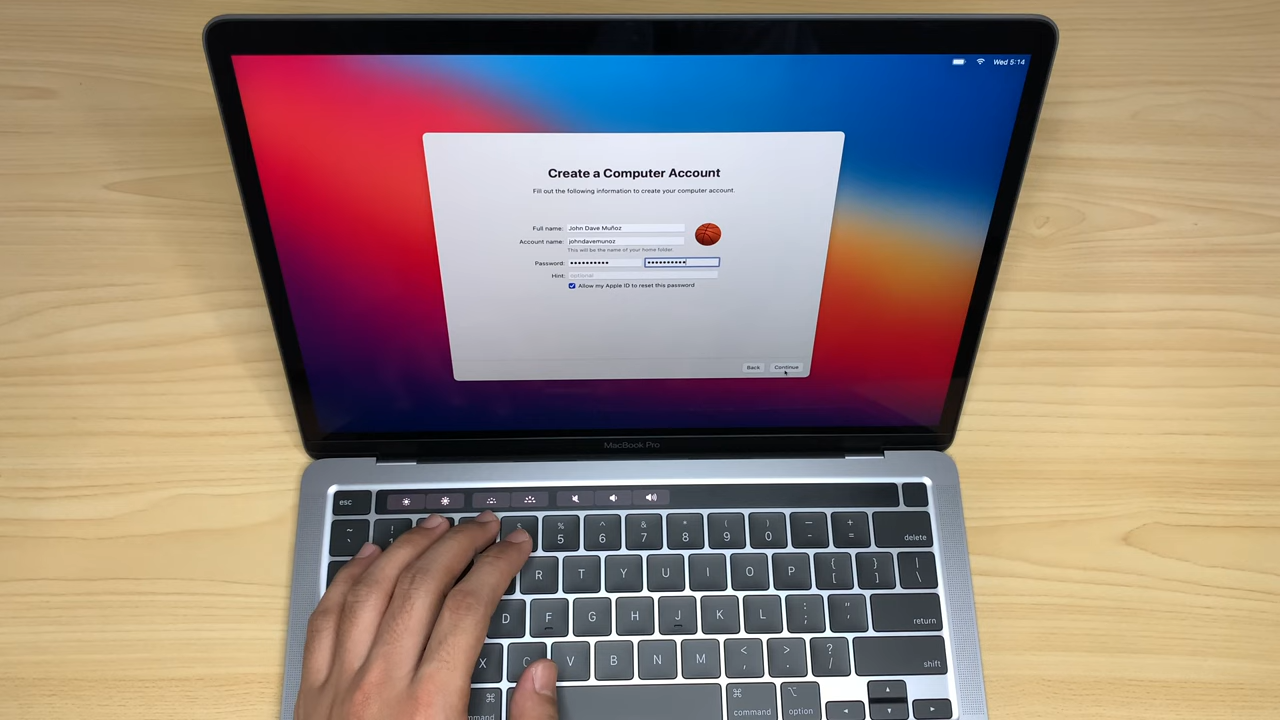 Wed 5:14
Create a Computer Account
Fill out the following information to create your computer account.
Full name: John Dave Muñoz
Account name: johndavemunoz
This will be the name of your home folder.
Password: •••••••••• ••••••••••
Hint: optional
Allow my Apple ID to reset this password
Back Continue
MacBook Pro
esc
~ ! $ % ^ & * ( ) — +
` 5 6 7 8 9 0 - = delete
R T Y U I O P { [ } ] | \
D F G H J K L : ; " ' return
X C V B N M < , > . ? / shift
⌘ ⌘ ⌥
command option